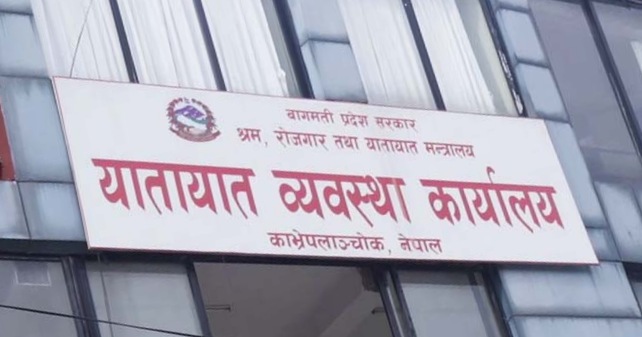 बागमती प्रदेश सरकार
श्रम, रोजगार तथा यातायात मन्त्रालय
यातायात व्यवस्था कार्यालय
काभ्रेपलाञ्चोक, नेपाल